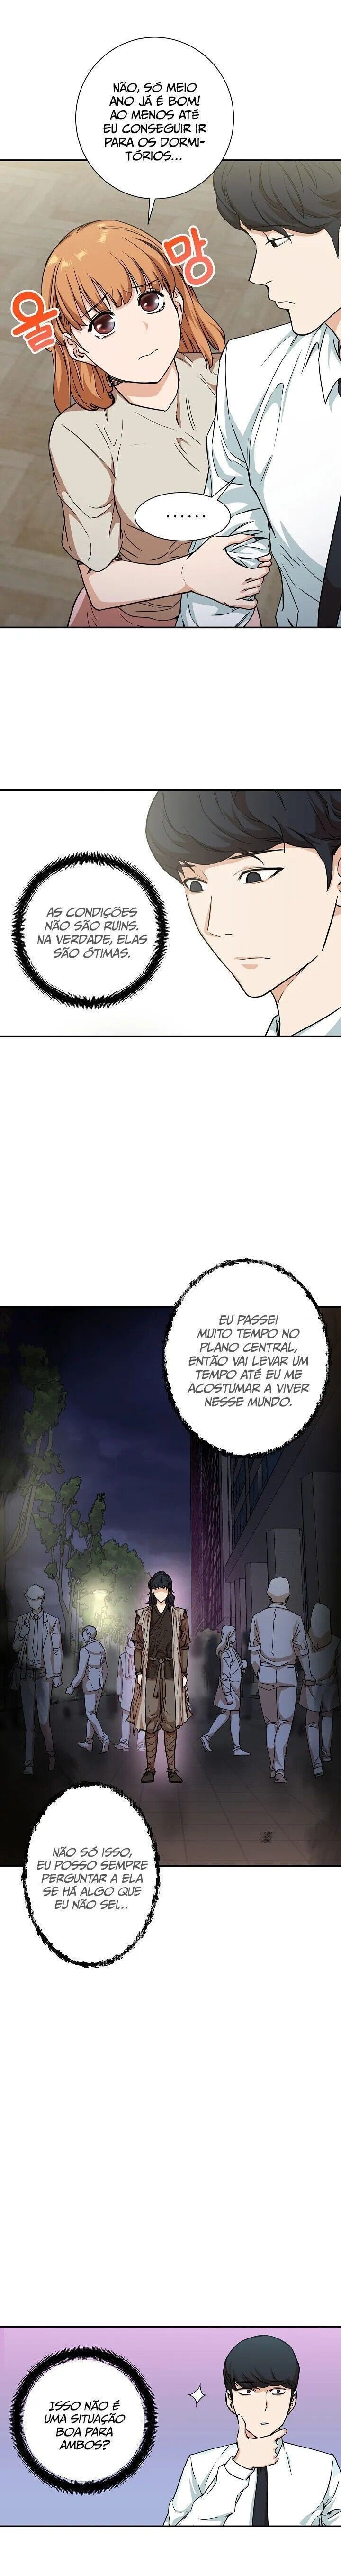 NÃO, SÓ MEIO
ANO JÁ É BOM!
AO MENOS ATÉ
EU CONSEGUIR IR
PARA OS DORMI-
TÓRIOS...
울망
......
AS CONDIÇÕES
NÃO SÃO RUINS.
NA VERDADE, ELAS
SÃO ÓTIMAS.
EU PASSEI
MUITO TEMPO NO
PLANO CENTRAL,
ENTÃO VAI LEVAR UM
TEMPO ATÉ EU ME
ACOSTUMAR A VIVER
NESSE MUNDO.
NÃO SÓ ISSO,
EU POSSO SEMPRE
PERGUNTAR A ELA
SE HÁ ALGO QUE
EU NÃO SEI...
ISSO NÃO É
UMA SITUAÇÃO
BOA PARA
AMBOS?